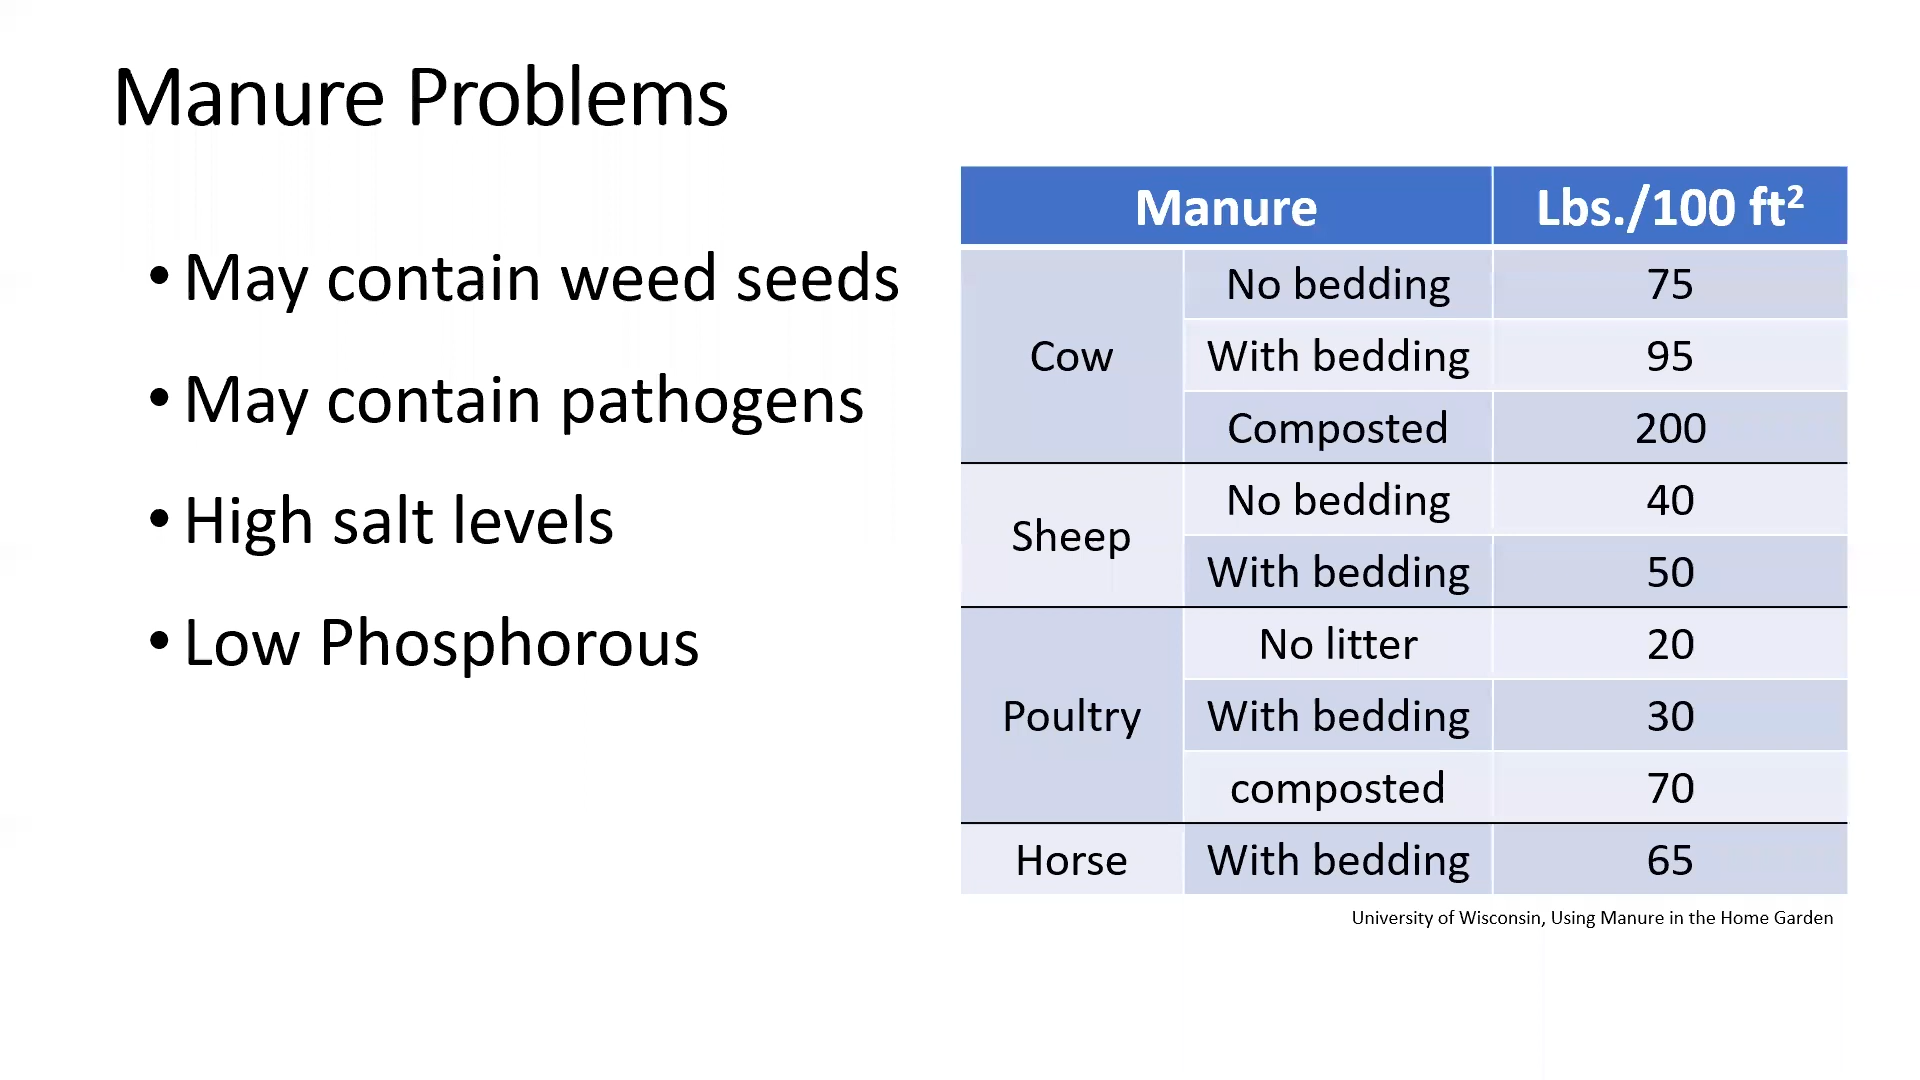 Manure Problems
• May contain weed seeds
• May contain pathogens
• High salt levels
• Low Phosphorous
Manure Lbs./100 ft²
Cow No bedding 75
With bedding 95
Composted 200
Sheep No bedding 40
With bedding 50
Poultry No litter 20
With bedding 30
composted 70
Horse With bedding 65
University of Wisconsin, Using Manure in the Home Garden